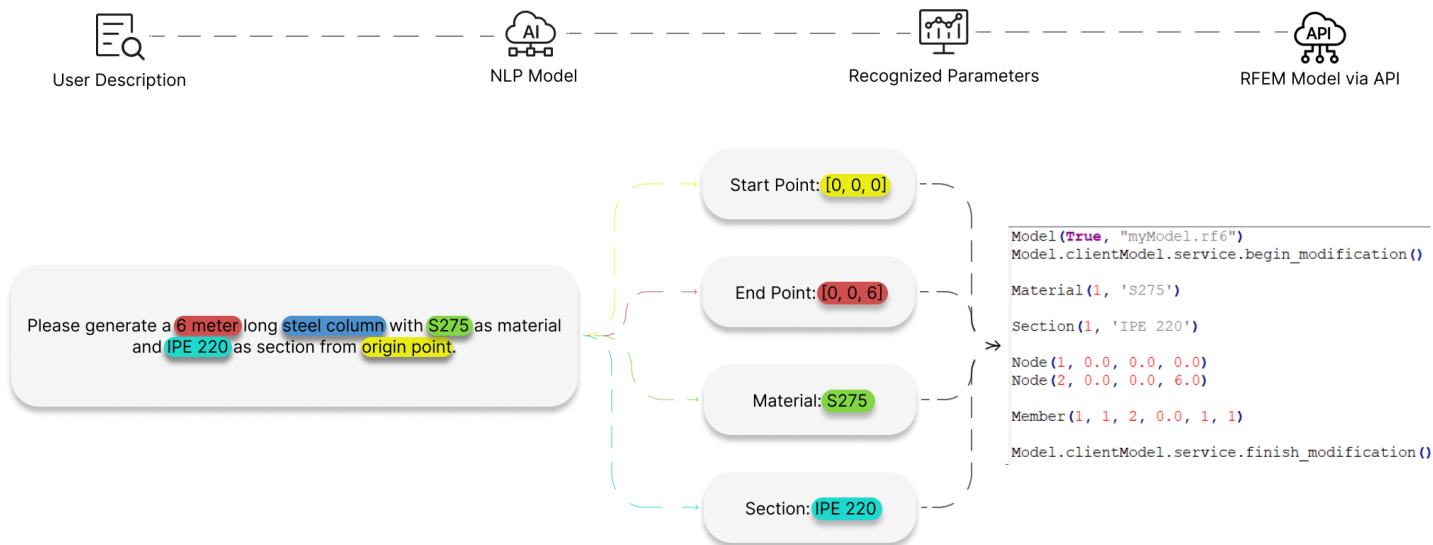 AI
API
User Description
NLP Model
Recognized Parameters
RFEM Model via API
Please generate a 6 meter long steel column with S275 as material
and IPE 220 as section from origin point.
Start Point: [0, 0, 0]
End Point: [0, 0, 6]
Material: S275
Section: IPE 220
Model(True, "myModel.rf6")
Model.clientModel.service.begin_modification()
Material(1, 'S275')
Section(1, 'IPE 220')
Node(1, 0.0, 0.0, 0.0)
Node(2, 0.0, 0.0, 6.0)
Member(1, 1, 2, 0.0, 1, 1)
Model.clientModel.service.finish_modification()